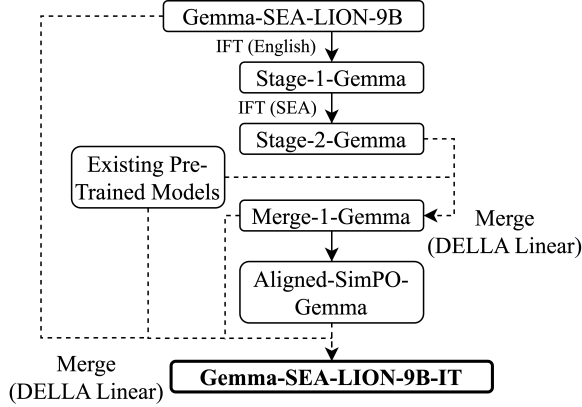 Gemma-SEA-LION-9B
IFT (English)
Stage-1-Gemma
IFT (SEA)
Stage-2-Gemma
Existing Pre-
Trained Models
Merge-1-Gemma
Merge
(DELLA Linear)
Aligned-SimPO-
Gemma
Merge
(DELLA Linear)
Gemma-SEA-LION-9B-IT